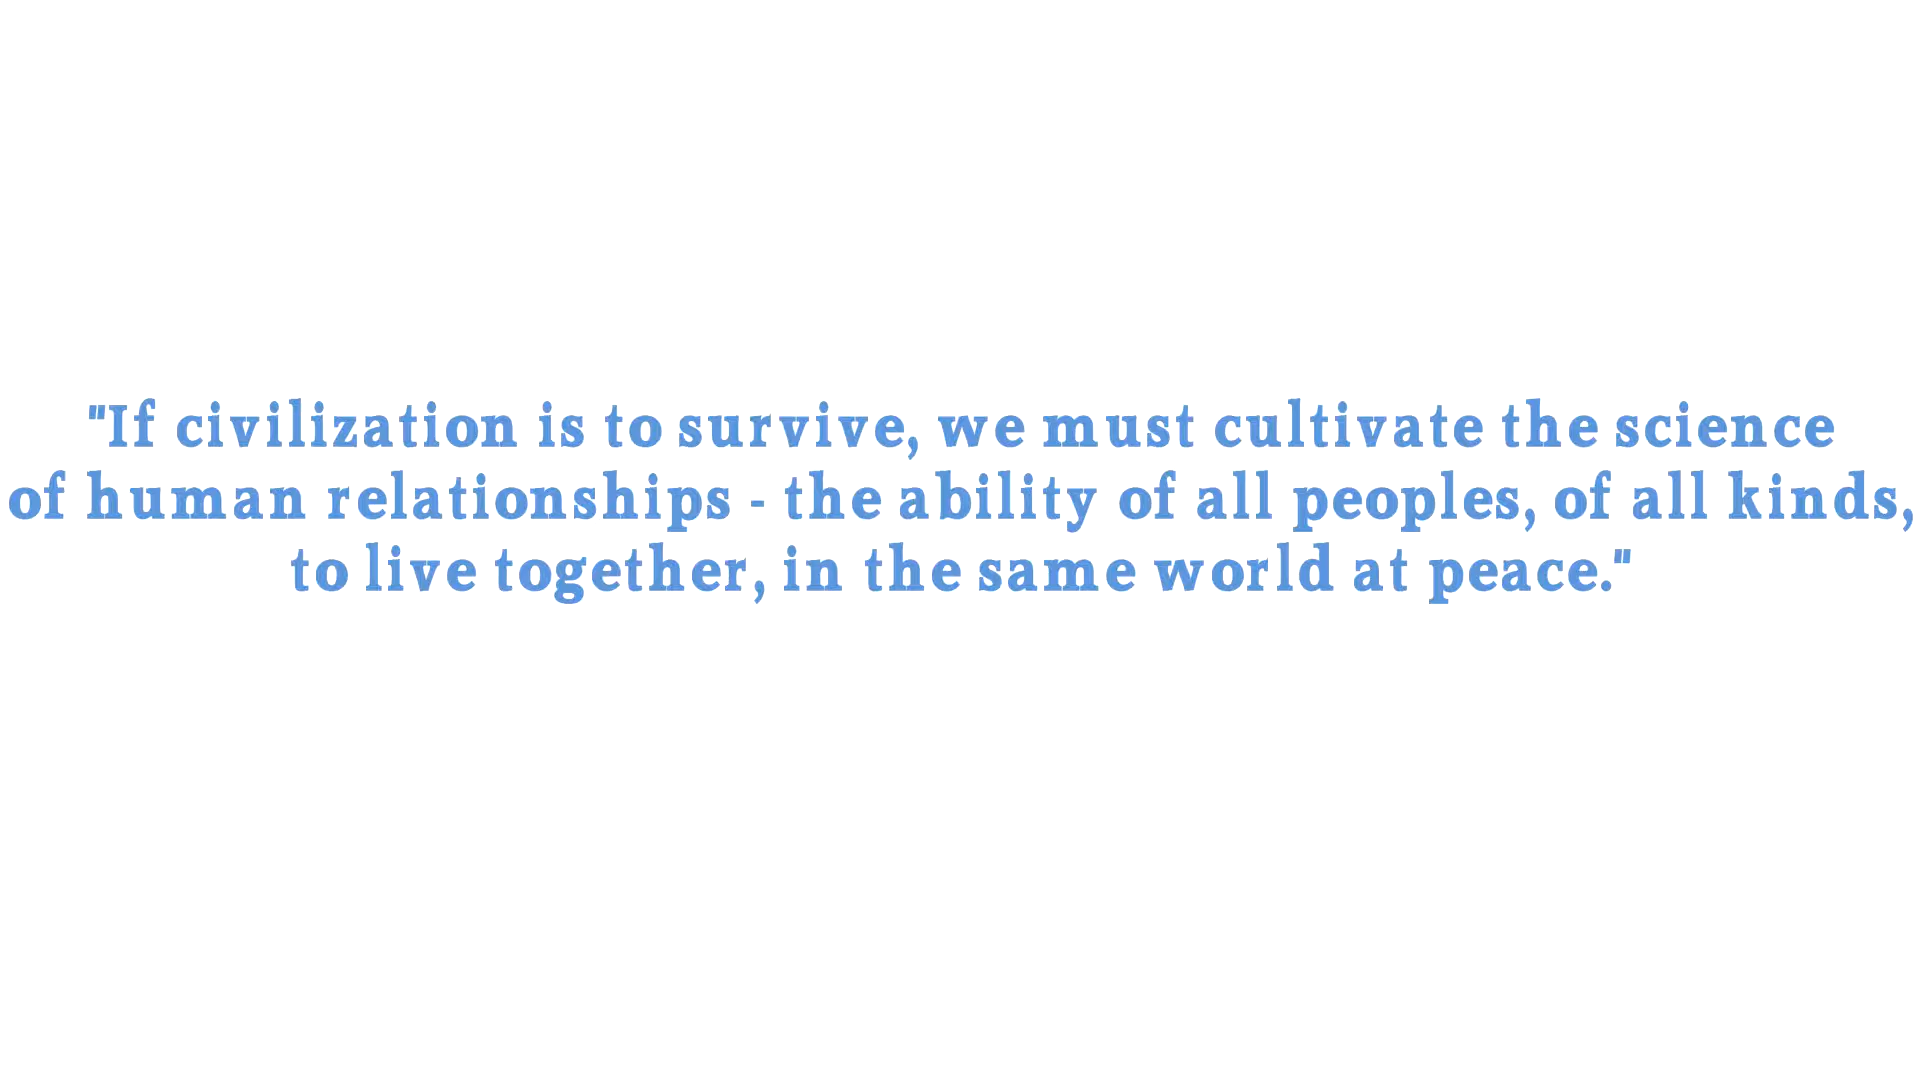 "If civilization is to survive, we must cultivate the science
of human relationships - the ability of all peoples, of all kinds,
to live together, in the same world at peace."